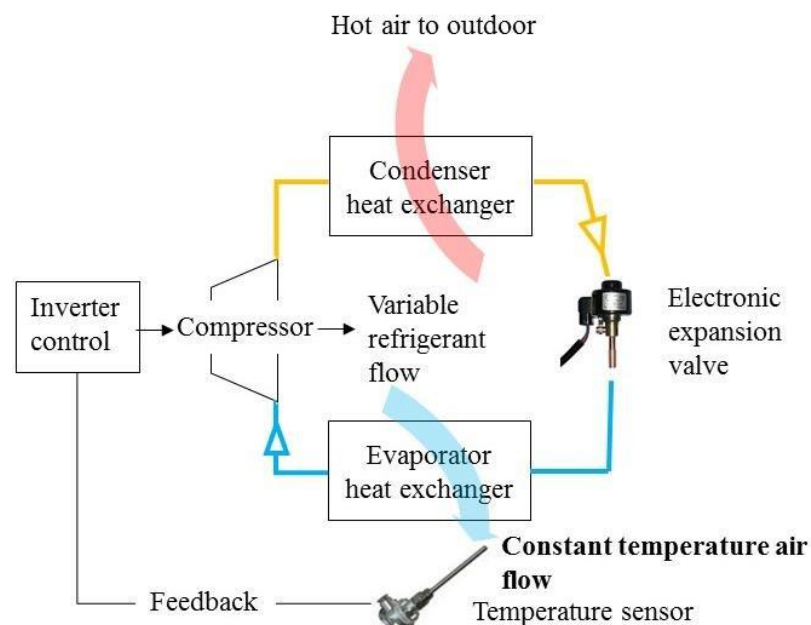 Hot air to outdoor
Condenser
heat exchanger
Inverter
control
Compressor
Variable
refrigerant
flow
Electronic
expansion
valve
Evaporator
heat exchanger
Constant temperature air
flow
Feedback
Temperature sensor